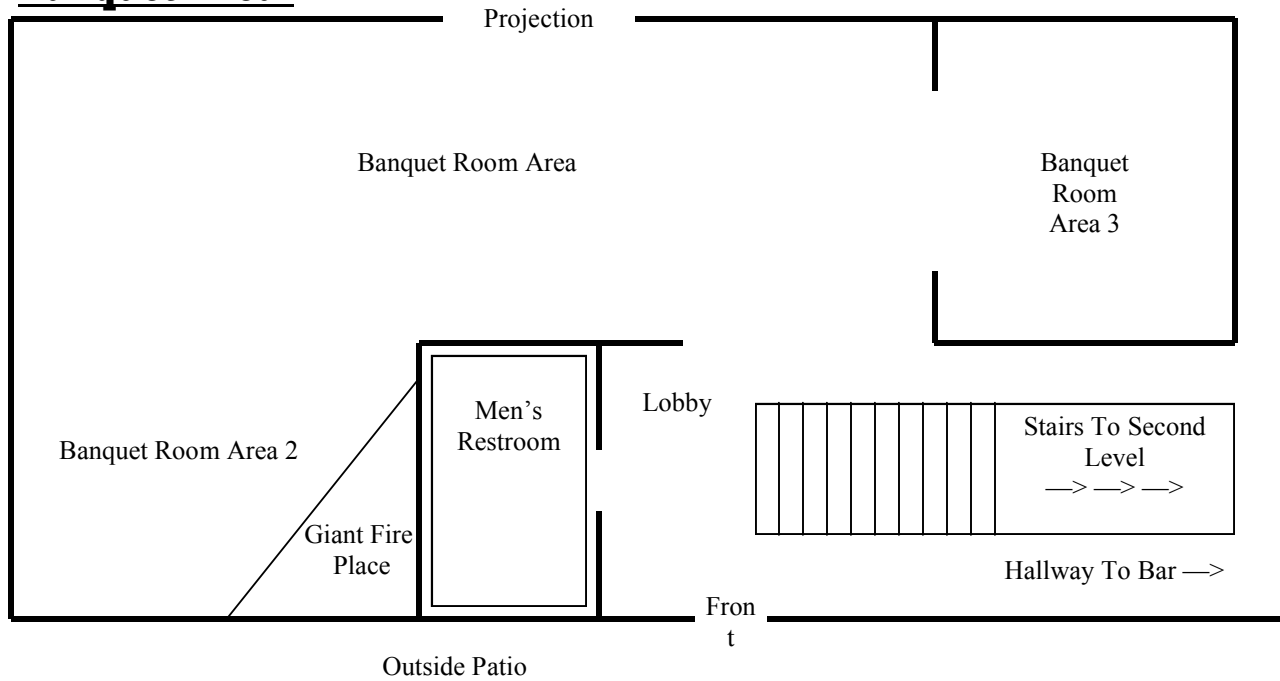 Projection
Banquet Room Area
Banquet
Room
Area 3
Men’s
Restroom
Lobby
Stairs To Second
Level
—> —> —>
Banquet Room Area 2
Giant Fire
Place
Hallway To Bar —>
Fron
t
Outside Patio